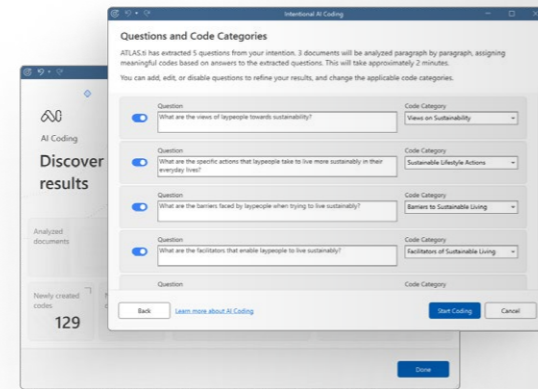 Intentional AI Coding
Questions and Code Categories
ATLAS.ti has extracted 5 questions from your intention. 3 documents will be analyzed paragraph by paragraph, assigning
meaningful codes based on answers to the extracted questions. This will take approximately 2 minutes.
You can add, edit, or disable questions to refine your results, and change the applicable code categories.
Question
Code Category
What are the views of laypeople towards sustainability?
Views on Sustainability
Question
Code Category
What are the specific actions that laypeople take to live more sustainably in their
everyday lives?
Sustainable Lifestyle Actions
Question
Code Category
What are the barriers faced by laypeople when trying to live sustainably?
Barriers to Sustainable Living
Question
Code Category
What are the facilitators that enable laypeople to live sustainably?
Facilitators of Sustainable Living
Question
Code Category
Back
Learn more about AI Coding
Start Coding
Cancel
AI Coding
Discover
results
Analyzed
documents
Newly created
codes
129
Done